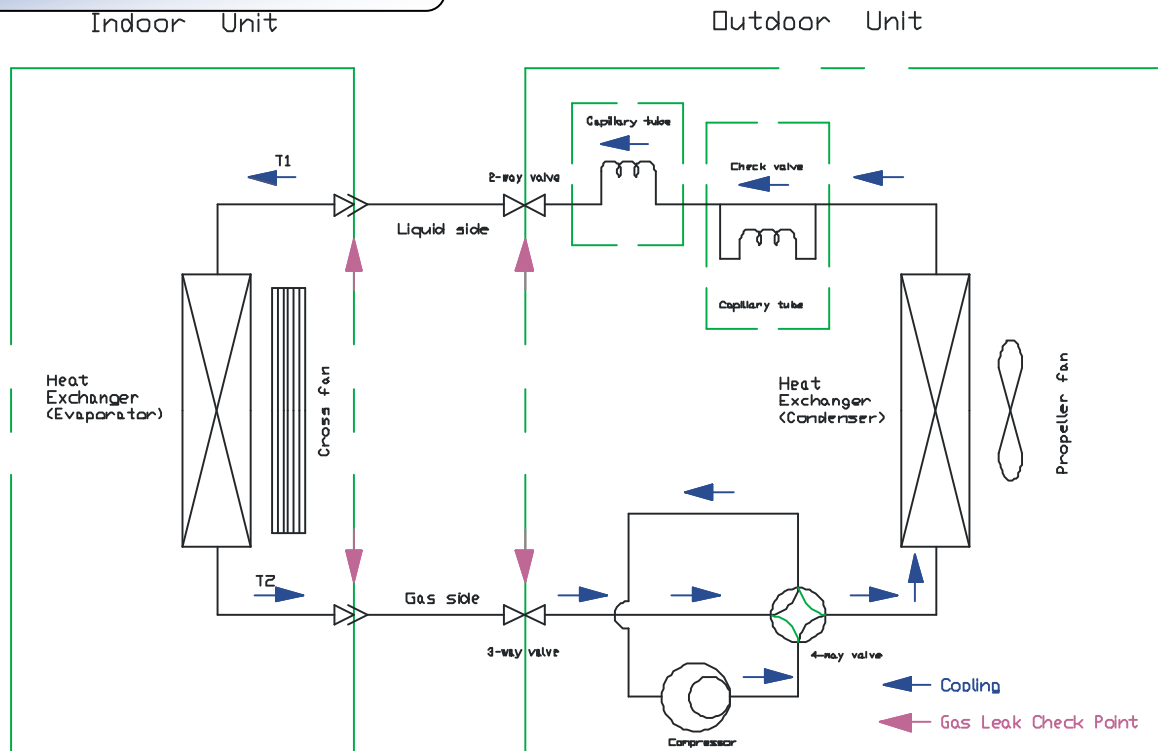 Indoor Unit
Outdoor Unit
Capillary tube
T1
Check valve
2-way valve
Liquid side
Capillary tube
Heat
Exchanger
(Evaporator)
Cross fan
Heat
Exchanger
(Condenser)
Propeller fan
T2
Gas side
3-way valve
4-way valve
Cooling
Gas Leak Check Point
Compressor